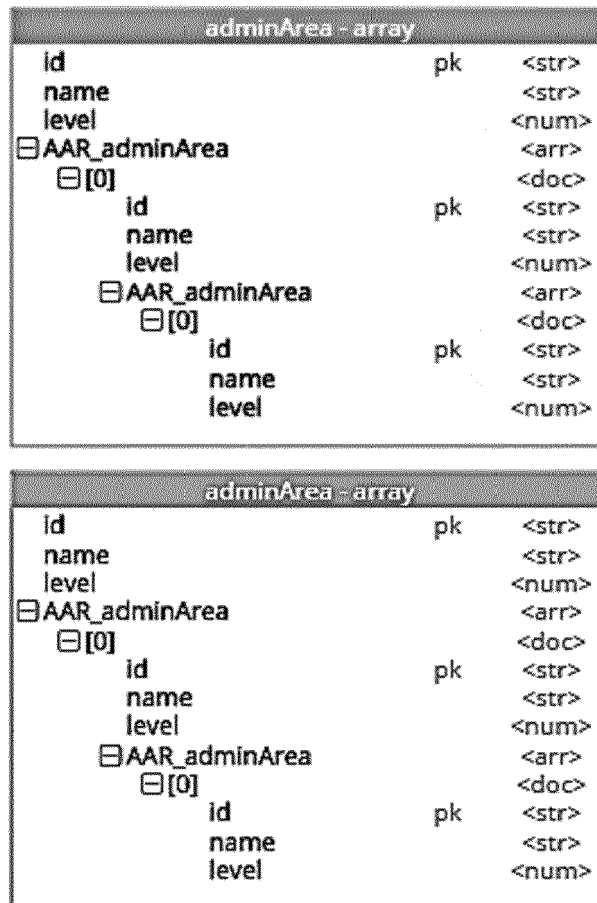 adminArea - array
id pk <str>
name <str>
level <num>
AAR_adminArea <arr>
[0] <doc>
id pk <str>
name <str>
level <num>
AAR_adminArea <arr>
[0] <doc>
id pk <str>
name <str>
level <num>
adminArea - array
id pk <str>
name <str>
level <num>
AAR_adminArea <arr>
[0] <doc>
id pk <str>
name <str>
level <num>
AAR_adminArea <arr>
[0] <doc>
id pk <str>
name <str>
level <num>